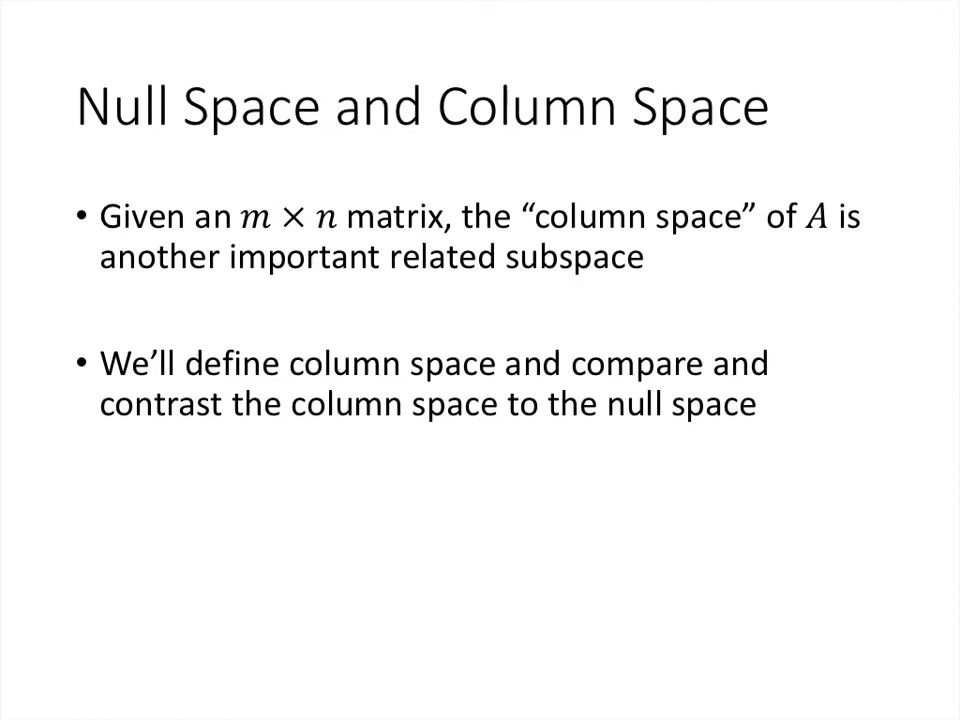 Null Space and Column Space
• Given an 𝑚 × 𝑛 matrix, the “column space” of 𝐴 is
another important related subspace
• We’ll define column space and compare and
contrast the column space to the null space